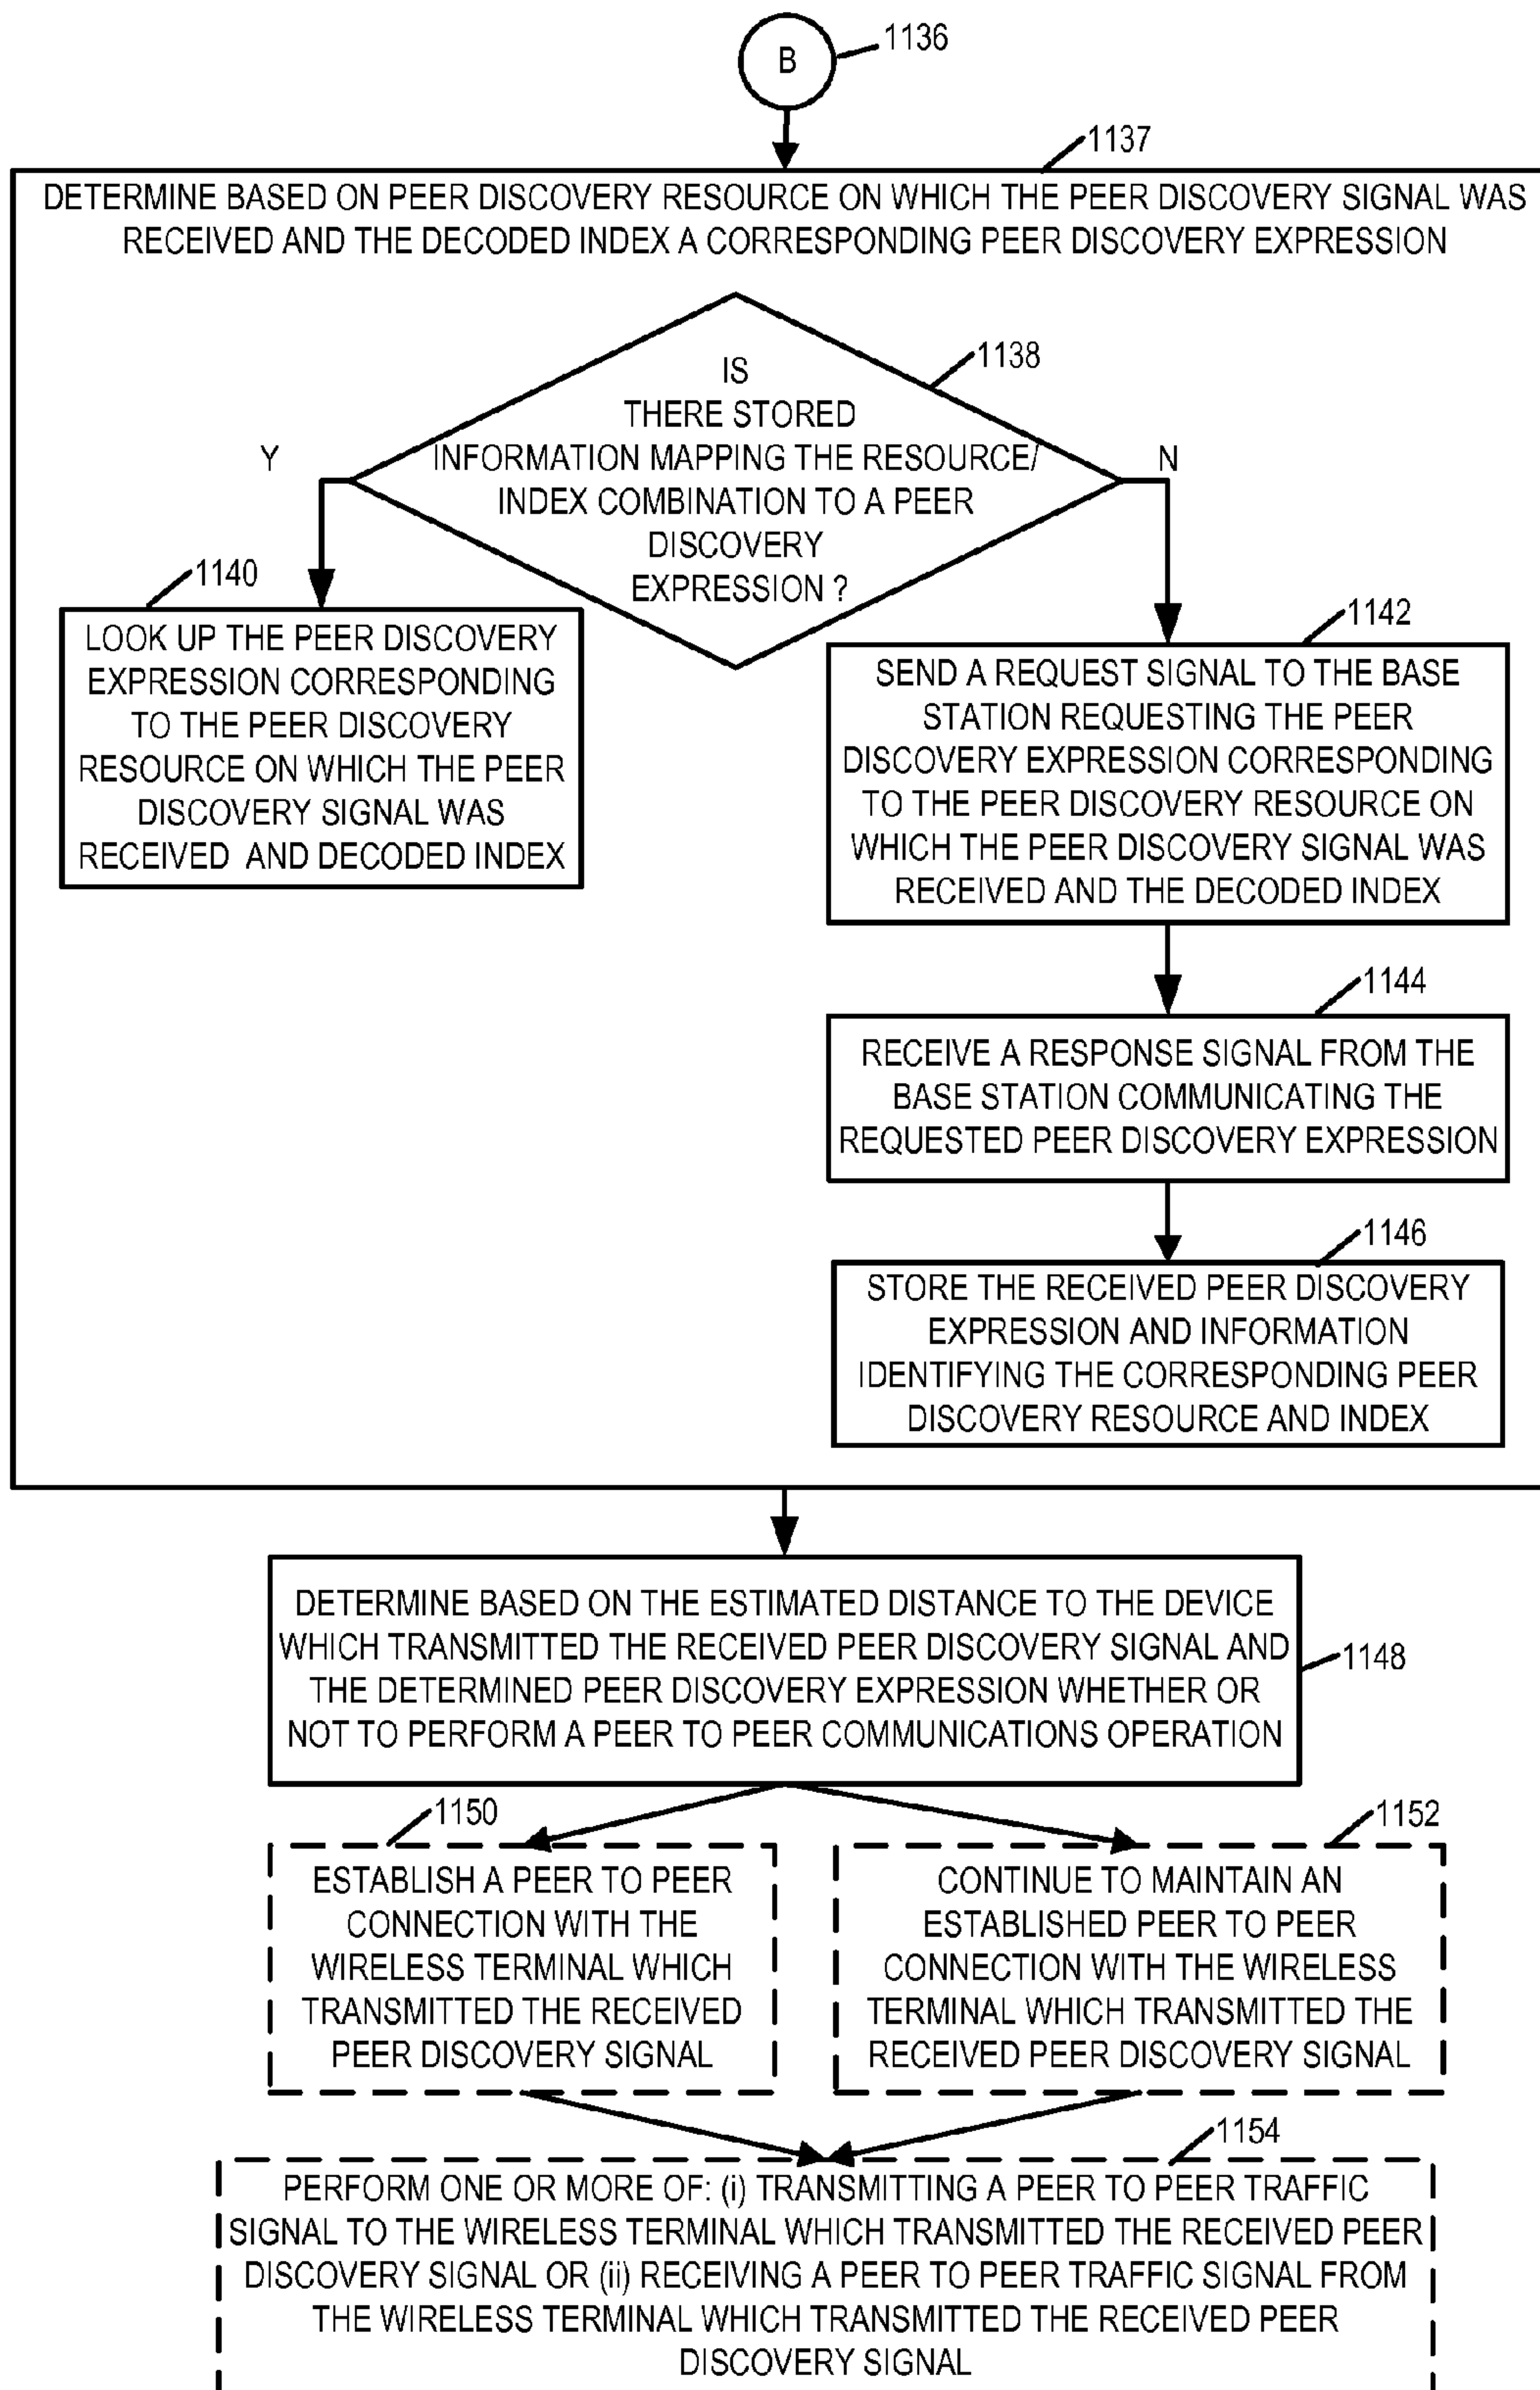 B
1136
1137
DETERMINE BASED ON PEER DISCOVERY RESOURCE ON WHICH THE PEER DISCOVERY SIGNAL WAS
RECEIVED AND THE DECODED INDEX A CORRESPONDING PEER DISCOVERY EXPRESSION
1138
IS
THERE STORED
INFORMATION MAPPING THE RESOURCE/
INDEX COMBINATION TO A PEER
DISCOVERY
EXPRESSION ?
Y
N
1140
LOOK UP THE PEER DISCOVERY
EXPRESSION CORRESPONDING
TO THE PEER DISCOVERY
RESOURCE ON WHICH THE PEER
DISCOVERY SIGNAL WAS
RECEIVED AND DECODED INDEX
1142
SEND A REQUEST SIGNAL TO THE BASE
STATION REQUESTING THE PEER
DISCOVERY EXPRESSION CORRESPONDING
TO THE PEER DISCOVERY RESOURCE ON
WHICH THE PEER DISCOVERY SIGNAL WAS
RECEIVED AND THE DECODED INDEX
1144
RECEIVE A RESPONSE SIGNAL FROM THE
BASE STATION COMMUNICATING THE
REQUESTED PEER DISCOVERY EXPRESSION
1146
STORE THE RECEIVED PEER DISCOVERY
EXPRESSION AND INFORMATION
IDENTIFYING THE CORRESPONDING PEER
DISCOVERY RESOURCE AND INDEX
DETERMINE BASED ON THE ESTIMATED DISTANCE TO THE DEVICE
WHICH TRANSMITTED THE RECEIVED PEER DISCOVERY SIGNAL AND
THE DETERMINED PEER DISCOVERY EXPRESSION WHETHER OR
NOT TO PERFORM A PEER TO PEER COMMUNICATIONS OPERATION
1148
1150
ESTABLISH A PEER TO PEER
CONNECTION WITH THE
WIRELESS TERMINAL WHICH
TRANSMITTED THE RECEIVED
PEER DISCOVERY SIGNAL
1152
CONTINUE TO MAINTAIN AN
ESTABLISHED PEER TO PEER
CONNECTION WITH THE WIRELESS
TERMINAL WHICH TRANSMITTED THE
RECEIVED PEER DISCOVERY SIGNAL
1154
PERFORM ONE OR MORE OF: (i) TRANSMITTING A PEER TO PEER TRAFFIC
SIGNAL TO THE WIRELESS TERMINAL WHICH TRANSMITTED THE RECEIVED PEER
DISCOVERY SIGNAL OR (ii) RECEIVING A PEER TO PEER TRAFFIC SIGNAL FROM
THE WIRELESS TERMINAL WHICH TRANSMITTED THE RECEIVED PEER
DISCOVERY SIGNAL